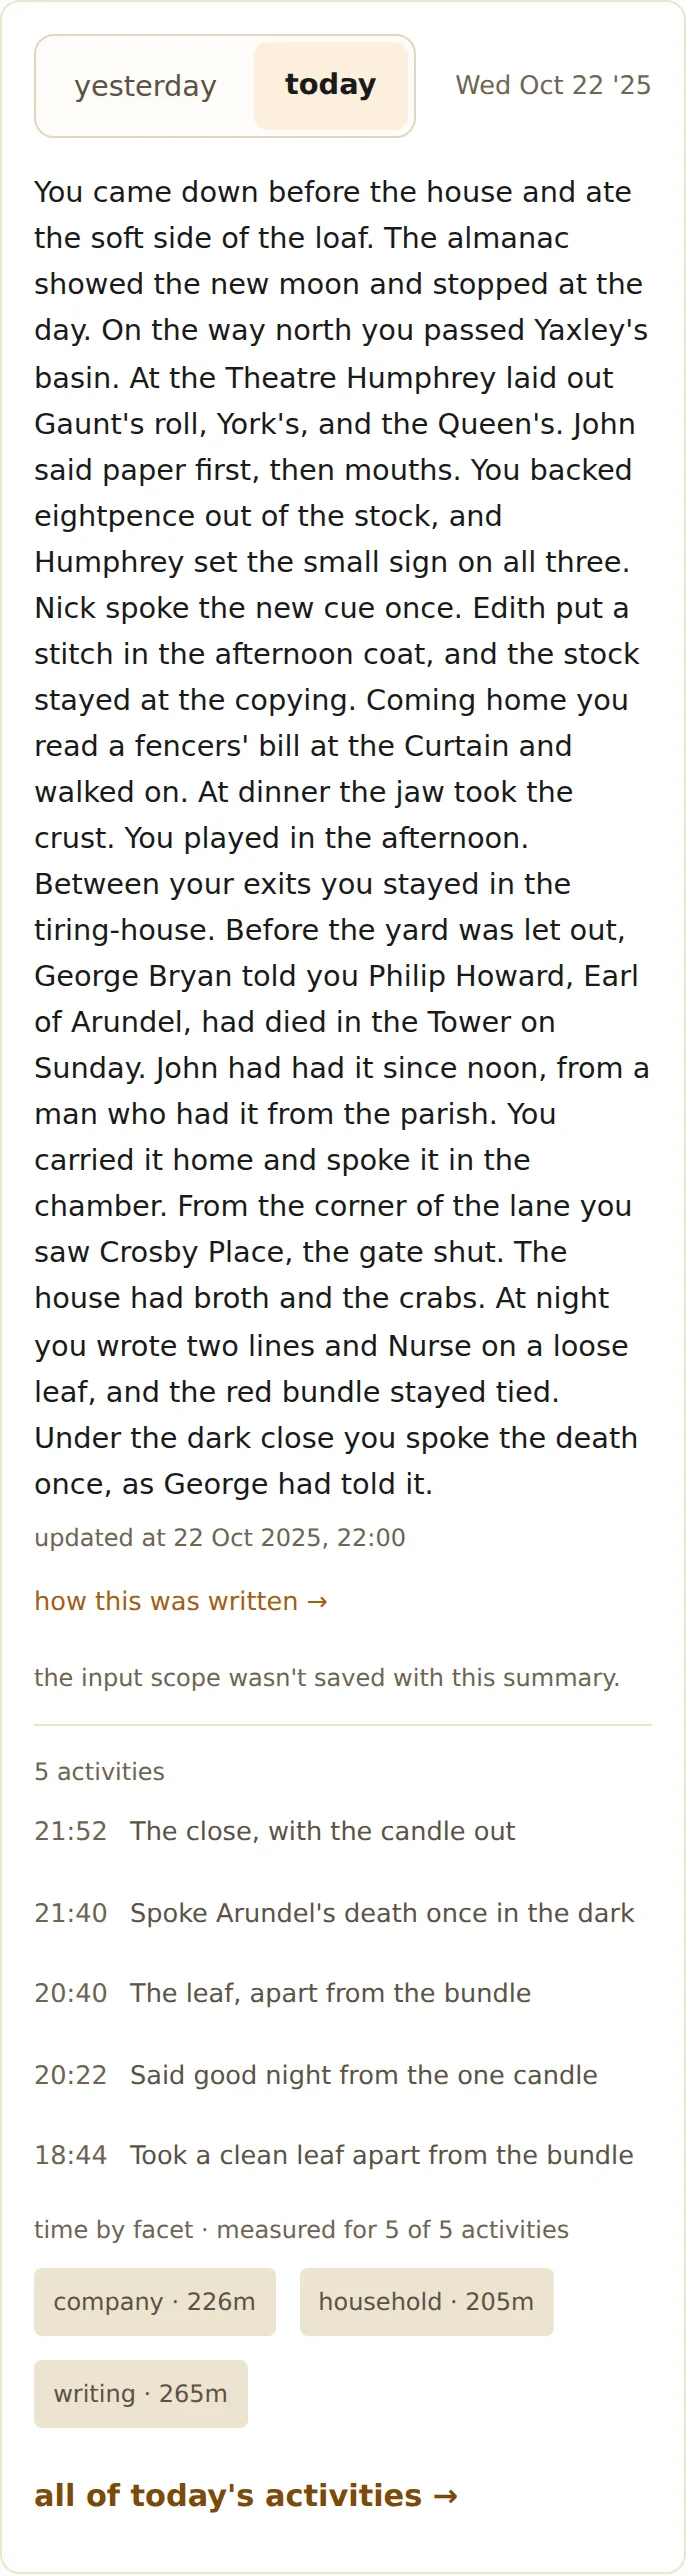 yesterday today Wed Oct 22 '25
You came down before the house and ate
the soft side of the loaf. The almanac
showed the new moon and stopped at the
day. On the way north you passed Yaxley's
basin. At the Theatre Humphrey laid out
Gaunt's roll, York's, and the Queen's. John
said paper first, then mouths. You backed
eightpence out of the stock, and
Humphrey set the small sign on all three.
Nick spoke the new cue once. Edith put a
stitch in the afternoon coat, and the stock
stayed at the copying. Coming home you
read a fencers' bill at the Curtain and
walked on. At dinner the jaw took the
crust. You played in the afternoon.
Between your exits you stayed in the
tiring-house. Before the yard was let out,
George Bryan told you Philip Howard, Earl
of Arundel, had died in the Tower on
Sunday. John had had it since noon, from a
man who had it from the parish. You
carried it home and spoke it in the
chamber. From the corner of the lane you
saw Crosby Place, the gate shut. The
house had broth and the crabs. At night
you wrote two lines and Nurse on a loose
leaf, and the red bundle stayed tied.
Under the dark close you spoke the death
once, as George had told it.
updated at 22 Oct 2025, 22:00
how this was written →
the input scope wasn't saved with this summary.
5 activities
21:52 The close, with the candle out
21:40 Spoke Arundel's death once in the dark
20:40 The leaf, apart from the bundle
20:22 Said good night from the one candle
18:44 Took a clean leaf apart from the bundle
time by facet · measured for 5 of 5 activities
company · 226m household · 205m
writing · 265m
all of today's activities →